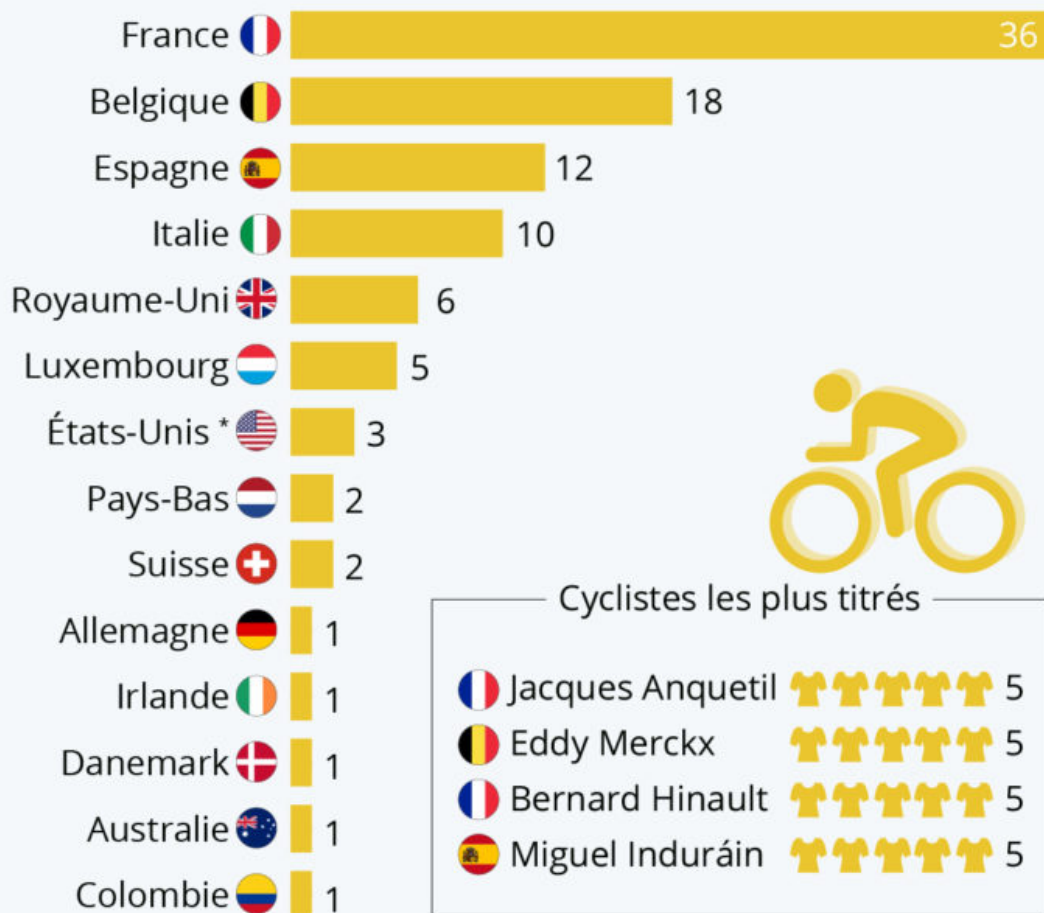 France 36
Belgique 18
Espagne 12
Italie 10
Royaume-Uni 6
Luxembourg 5
États-Unis * 3
Pays-Bas 2
Suisse 2
Allemagne 1
Irlande 1
Danemark 1
Australie 1
Colombie 1
Cyclistes les plus titrés
Jacques Anquetil 5
Eddy Merckx 5
Bernard Hinault 5
Miguel Induráin 5